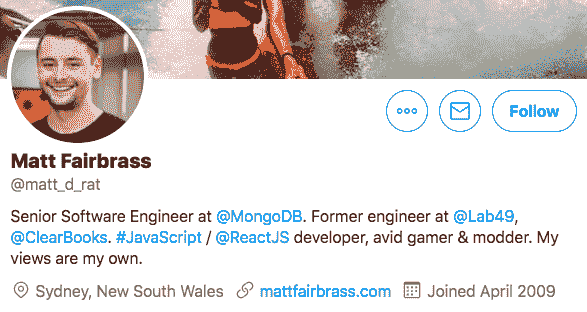 Follow
Matt Fairbrass
@matt_d_rat
Senior Software Engineer at @MongoDB. Former engineer at @Lab49,
@ClearBooks. #JavaScript / @ReactJS developer, avid gamer & modder. My
views are my own.
Sydney, New South Wales mattfairbrass.com Joined April 2009